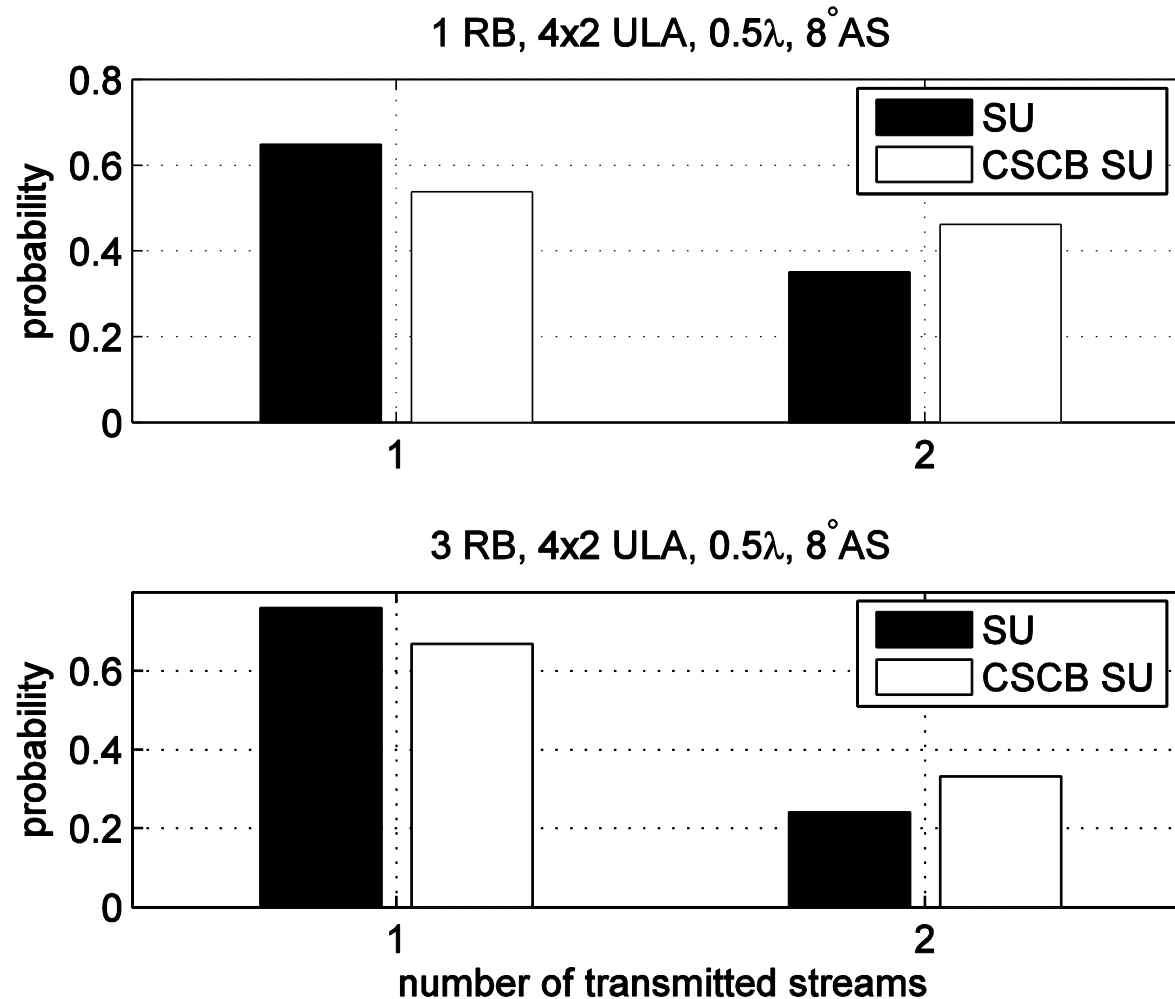 1 RB, 4x2 ULA, 0.5λ, 8°AS
0.8
0.6
0.4
0.2
0
probability
SU
CSCB SU
1
2
3 RB, 4x2 ULA, 0.5λ, 8°AS
0.6
0.4
0.2
0
probability
SU
CSCB SU
1
2
number of transmitted streams